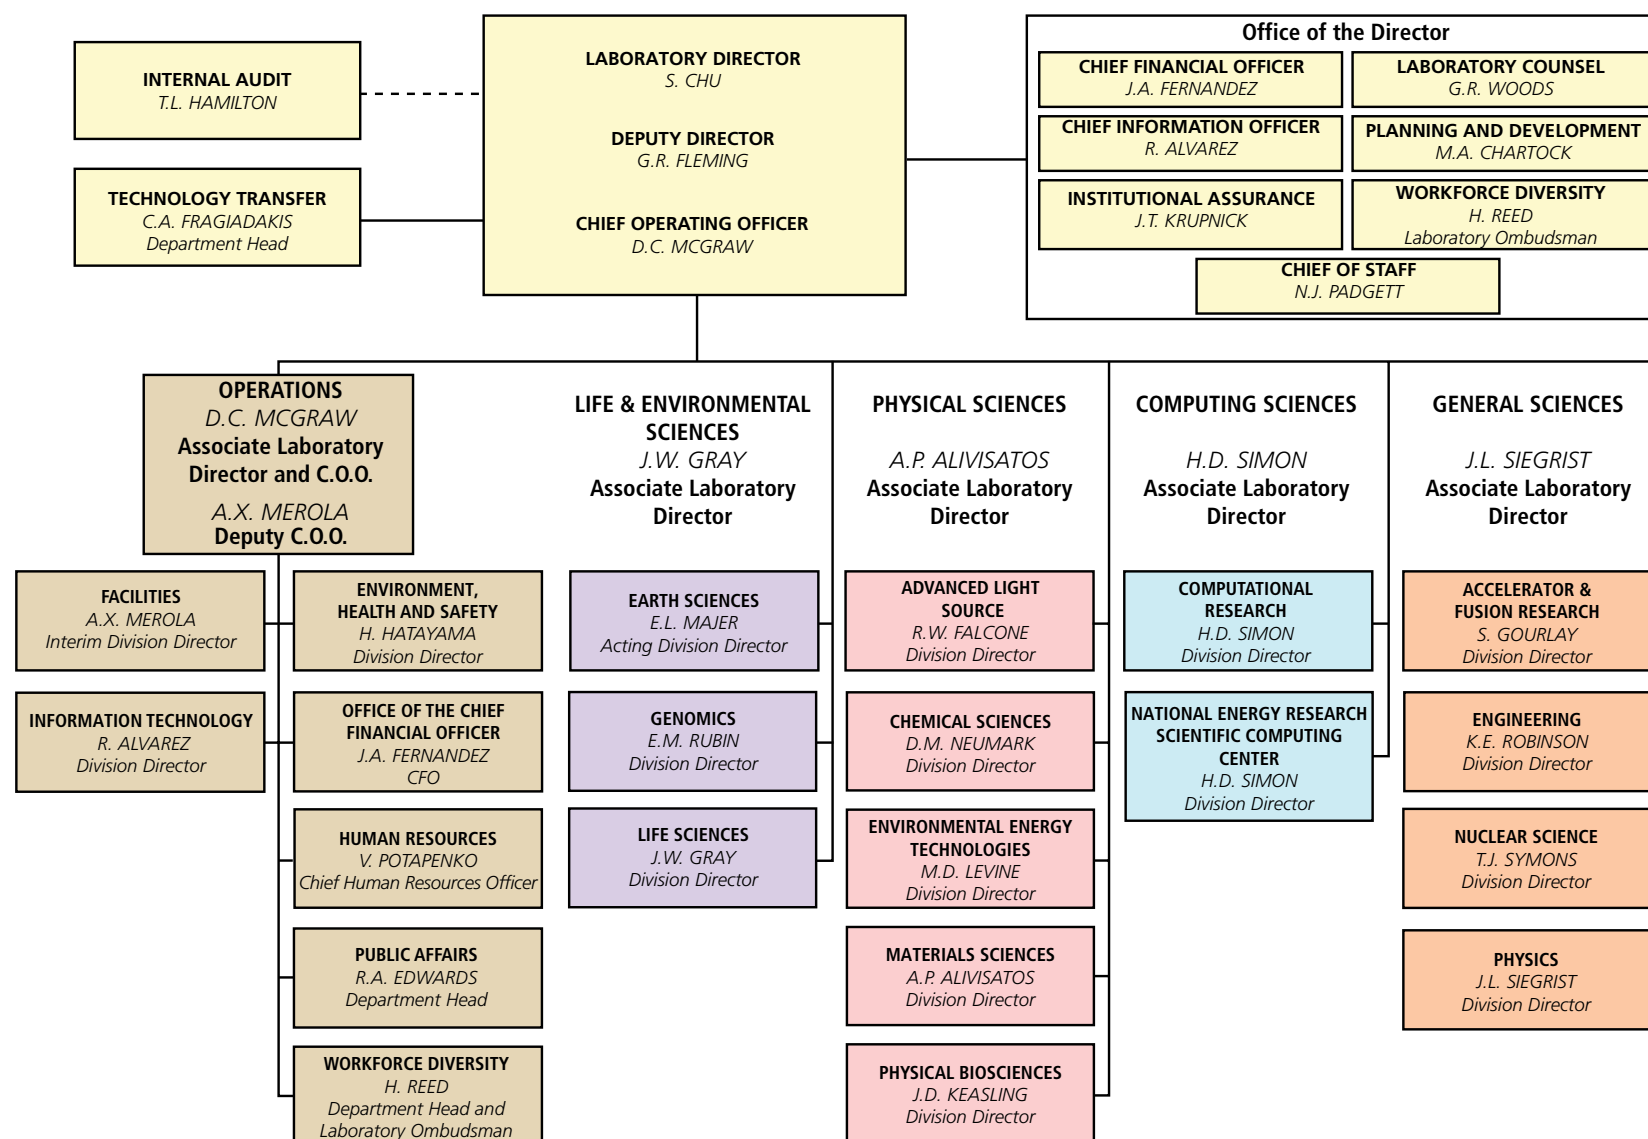 INTERNAL AUDIT
T.L. HAMILTON
TECHNOLOGY TRANSFER
C.A. FRAGIADAKIS
Department Head
LABORATORY DIRECTOR
S. CHU
DEPUTY DIRECTOR
G.R. FLEMING
CHIEF OPERATING OFFICER
D.C. MCGRAW
Office of the Director
CHIEF FINANCIAL OFFICER
J.A. FERNANDEZ
LABORATORY COUNSEL
G.R. WOODS
CHIEF INFORMATION OFFICER
R. ALVAREZ
PLANNING AND DEVELOPMENT
M.A. CHARTOCK
INSTITUTIONAL ASSURANCE
J.T. KRUPNICK
WORKFORCE DIVERSITY
H. REED
Laboratory Ombudsman
CHIEF OF STAFF
N.J. PADGETT
OPERATIONS
D.C. MCGRAW
Associate Laboratory
Director and C.O.O.
A.X. MEROLA
Deputy C.O.O.
FACILITIES
A.X. MEROLA
Interim Division Director
INFORMATION TECHNOLOGY
R. ALVAREZ
Division Director
ENVIRONMENT,
HEALTH AND SAFETY
H. HATAYAMA
Division Director
OFFICE OF THE CHIEF
FINANCIAL OFFICER
J.A. FERNANDEZ
CFO
HUMAN RESOURCES
V. POTAPENKO
Chief Human Resources Officer
PUBLIC AFFAIRS
R.A. EDWARDS
Department Head
WORKFORCE DIVERSITY
H. REED
Department Head and
Laboratory Ombudsman
LIFE & ENVIRONMENTAL
SCIENCES
J.W. GRAY
Associate Laboratory
Director
EARTH SCIENCES
E.L. MAJER
Acting Division Director
GENOMICS
E.M. RUBIN
Division Director
LIFE SCIENCES
J.W. GRAY
Division Director
PHYSICAL SCIENCES
A.P. ALIVISATOS
Associate Laboratory
Director
ADVANCED LIGHT
SOURCE
R.W. FALCONE
Division Director
CHEMICAL SCIENCES
D.M. NEUMARK
Division Director
ENVIRONMENTAL ENERGY
TECHNOLOGIES
M.D. LEVINE
Division Director
MATERIALS SCIENCES
A.P. ALIVISATOS
Division Director
PHYSICAL BIOSCIENCES
J.D. KEASLING
Division Director
COMPUTING SCIENCES
H.D. SIMON
Associate Laboratory
Director
COMPUTATIONAL
RESEARCH
H.D. SIMON
Division Director
NATIONAL ENERGY RESEARCH
SCIENTIFIC COMPUTING
CENTER
H.D. SIMON
Division Director
GENERAL SCIENCES
J.L. SIEGRIST
Associate Laboratory
Director
ACCELERATOR &
FUSION RESEARCH
S. GOURLAY
Division Director
ENGINEERING
K.E. ROBINSON
Division Director
NUCLEAR SCIENCE
T.J. SYMONS
Division Director
PHYSICS
J.L. SIEGRIST
Division Director